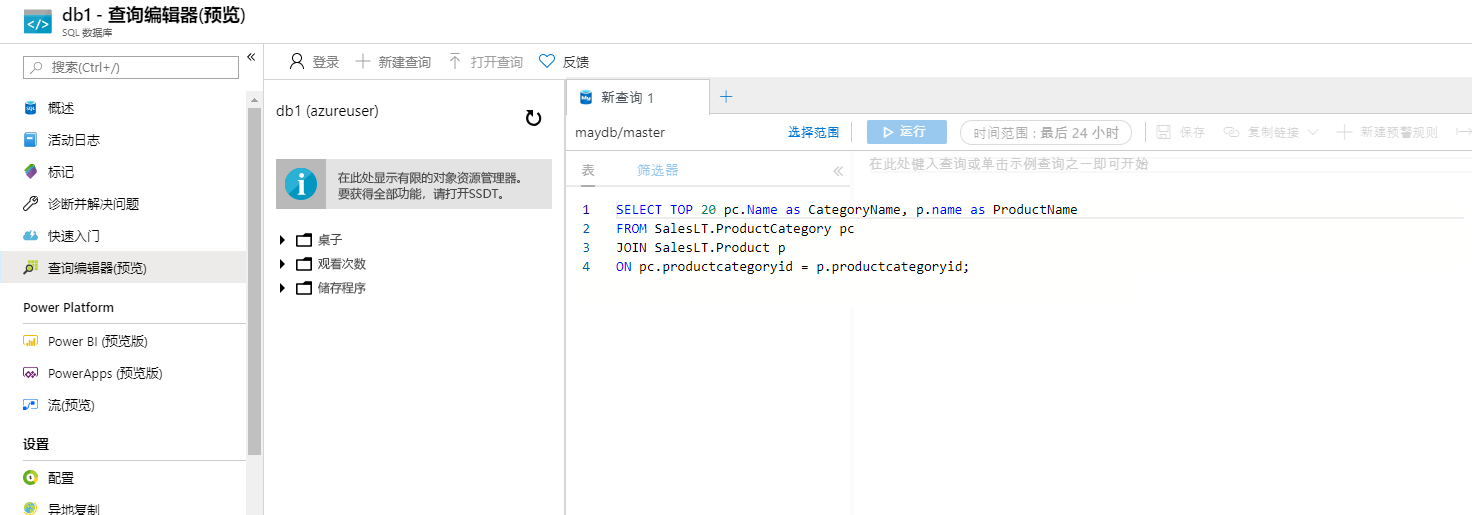 db1 - 查询编辑器(预览)
SQL 数据库
搜索(Ctrl+/)
概述
活动日志
标记
诊断并解决问题
快速入门
查询编辑器(预览)
Power Platform
Power BI (预览版)
PowerApps (预览版)
流(预览)
设置
配置
异地复制
登录
新建查询
打开查询
反馈
db1 (azureuser)
在此处显示有限的对象资源管理器。
要获得全部功能，请打开SSDT。
桌子
观看次数
储存程序
新查询 1
maydb/master
选择范围
运行
时间范围 : 最后 24 小时
保存
复制链接
新建预警规则
表
筛选器
在此处键入查询或单击示例查询之一即可开始
1 SELECT TOP 20 pc.Name as CategoryName, p.name as ProductName
2 FROM SalesLT.ProductCategory pc
3 JOIN SalesLT.Product p
4 ON pc.productcategoryid = p.productcategoryid;